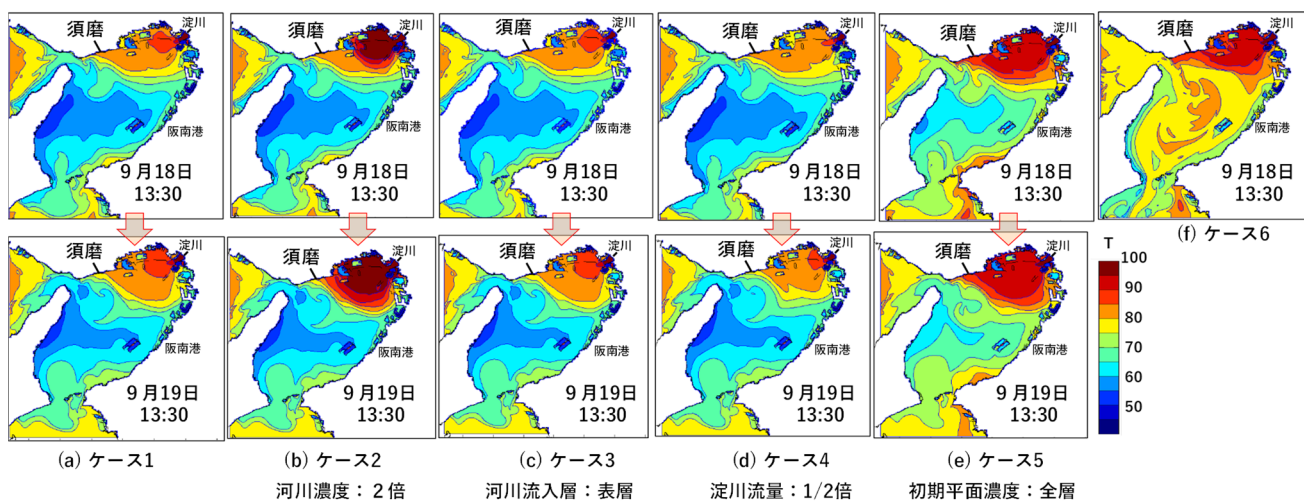 須磨
淀川
阪南港
9月18日
13:30
須磨
淀川
阪南港
9月18日
13:30
須磨
淀川
阪南港
9月18日
13:30
須磨
淀川
阪南港
9月18日
13:30
須磨
淀川
阪南港
9月18日
13:30
須磨
淀川
阪南港
9月18日
13:30
(f) ケース6
須磨
淀川
阪南港
9月19日
13:30
須磨
淀川
阪南港
9月19日
13:30
須磨
淀川
阪南港
9月19日
13:30
須磨
淀川
阪南港
9月19日
13:30
須磨
淀川
阪南港
9月19日
13:30
T
100
90
80
70
60
50
(a) ケース1
(b) ケース2
(c) ケース3
(d) ケース4
(e) ケース5
河川濃度：2倍
河川流入層：表層
淀川流量：1/2倍
初期平面濃度：全層